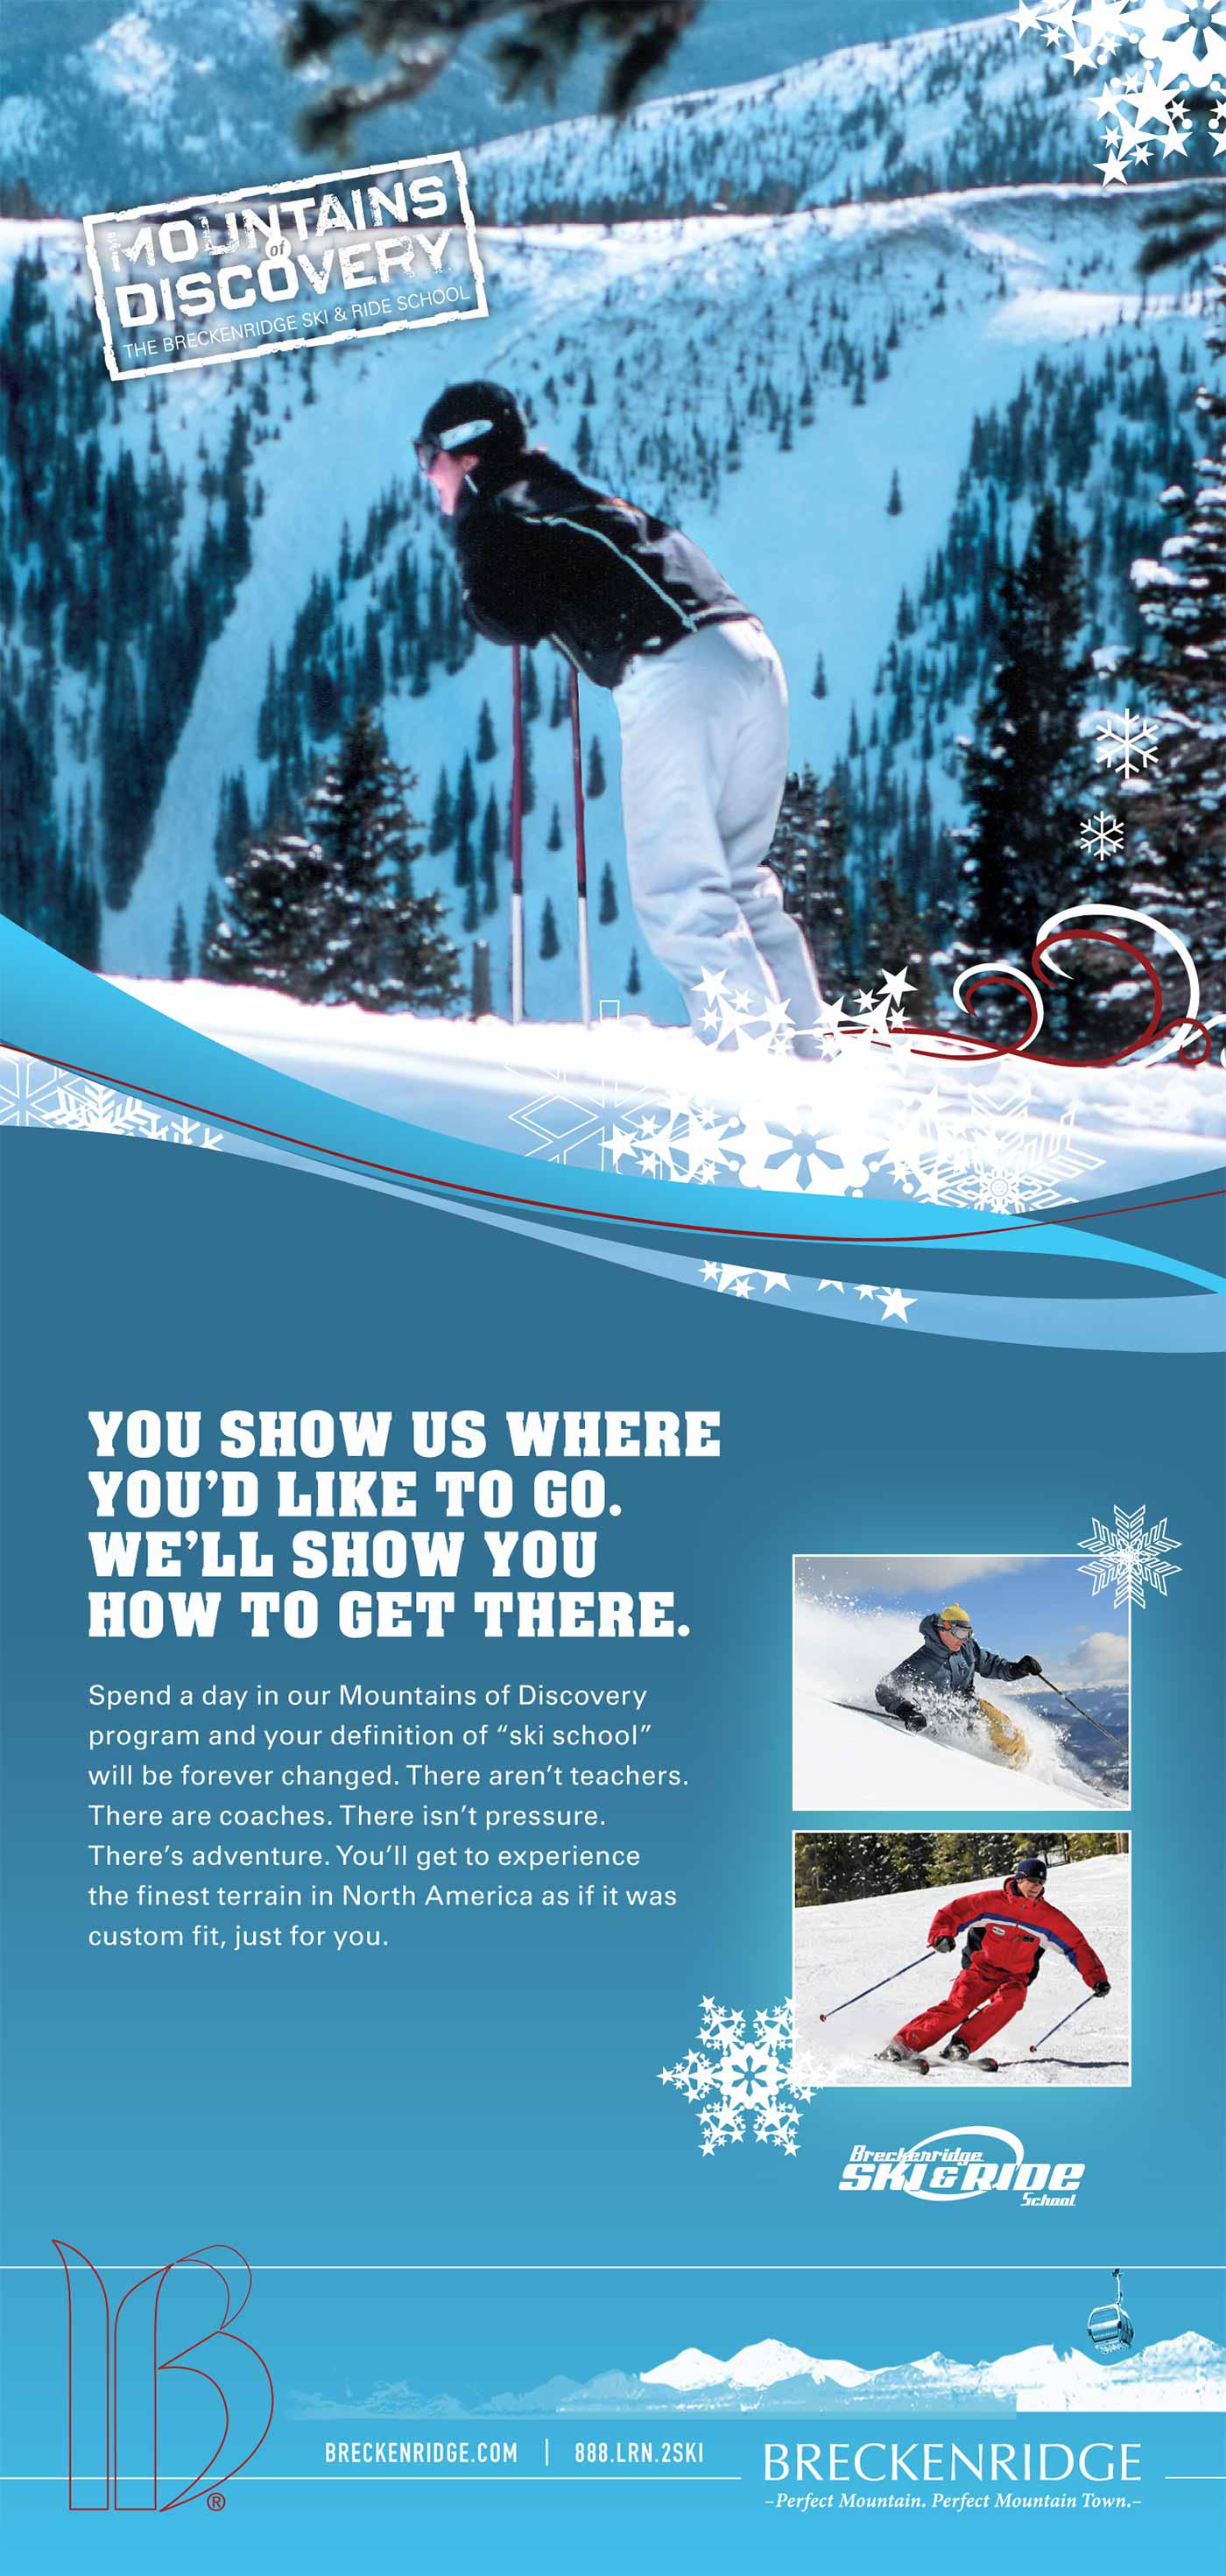 MOUNTAINS
of
DISCOVERY
THE BRECKENRIDGE SKI & RIDE SCHOOL
YOU SHOW US WHERE
YOU'D LIKE TO GO.
WE'LL SHOW YOU
HOW TO GET THERE.
Spend a day in our Mountains of Discovery
program and your definition of “ski school”
will be forever changed. There aren't teachers.
There are coaches. There isn't pressure.
There's adventure. You'll get to experience
the finest terrain in North America as if it was
custom fit, just for you.
Breckenridge
SKI & RIDE
School
B®
BRECKENRIDGE.COM | 888.LRN.2SKI
BRECKENRIDGE
–Perfect Mountain. Perfect Mountain Town.–